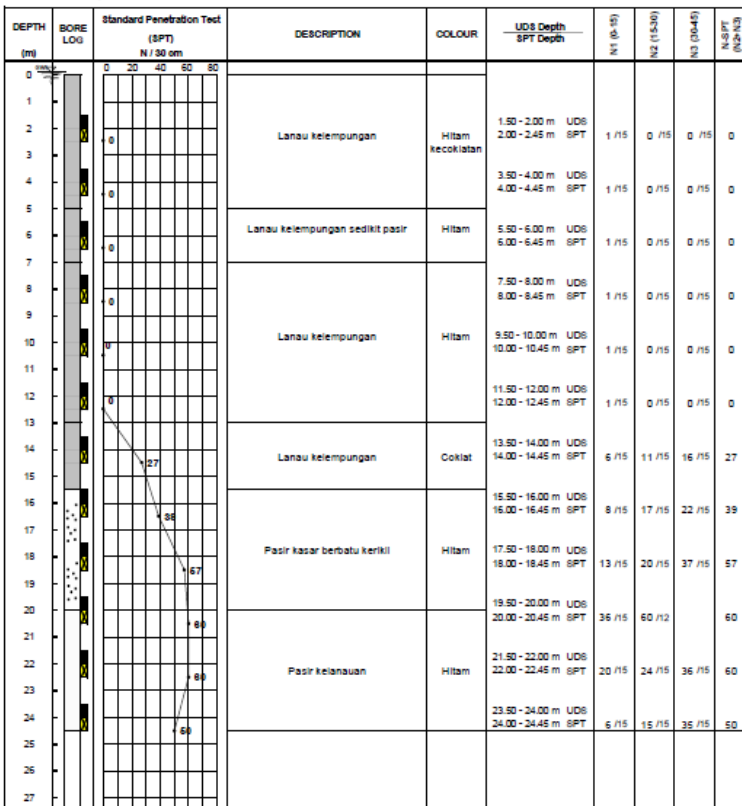 DEPTH (m) BORE LOG Standard Penetration Test (SPT) N / 30 cm DESCRIPTION COLOUR UDS Depth SPT Depth N1 (0-15) N2 (15-30) N3 (30-45) N-SPT (N2+N3)
0 20 40 60 80
0
1
1.50 - 2.00 m UDS
2 0 Lanau kelempungan Hitam kecoklatan 2.00 - 2.45 m SPT 1 /15 0 /15 0 /15 0
3
3.50 - 4.00 m UDS
4 0 4.00 - 4.45 m SPT 1 /15 0 /15 0 /15 0
5
Lanau kelempungan sedikit pasir Hitam 5.50 - 6.00 m UDS
6 0 6.00 - 6.45 m SPT 1 /15 0 /15 0 /15 0
7
7.50 - 8.00 m UDS
8 0 8.00 - 8.45 m SPT 1 /15 0 /15 0 /15 0
9
Lanau kelempungan Hitam 9.50 - 10.00 m UDS
10 0 10.00 - 10.45 m SPT 1 /15 0 /15 0 /15 0
11
11.50 - 12.00 m UDS
12 0 12.00 - 12.45 m SPT 1 /15 0 /15 0 /15 0
13
13.50 - 14.00 m UDS
14 27 Lanau kelempungan Coklat 14.00 - 14.45 m SPT 6 /15 11 /15 16 /15 27
15
15.50 - 16.00 m UDS
16 38 16.00 - 16.45 m SPT 8 /15 17 /15 22 /15 39
17
Pasir kasar berbatu kerikil Hitam 17.50 - 18.00 m UDS
18 57 18.00 - 18.45 m SPT 13 /15 20 /15 37 /15 57
19
19.50 - 20.00 m UDS
20 60 20.00 - 20.45 m SPT 36 /15 60 /12 60
21
21.50 - 22.00 m UDS
22 60 Pasir kelanauan Hitam 22.00 - 22.45 m SPT 20 /15 24 /15 36 /15 60
23
23.50 - 24.00 m UDS
24 50 24.00 - 24.45 m SPT 6 /15 15 /15 35 /15 50
25
26
27